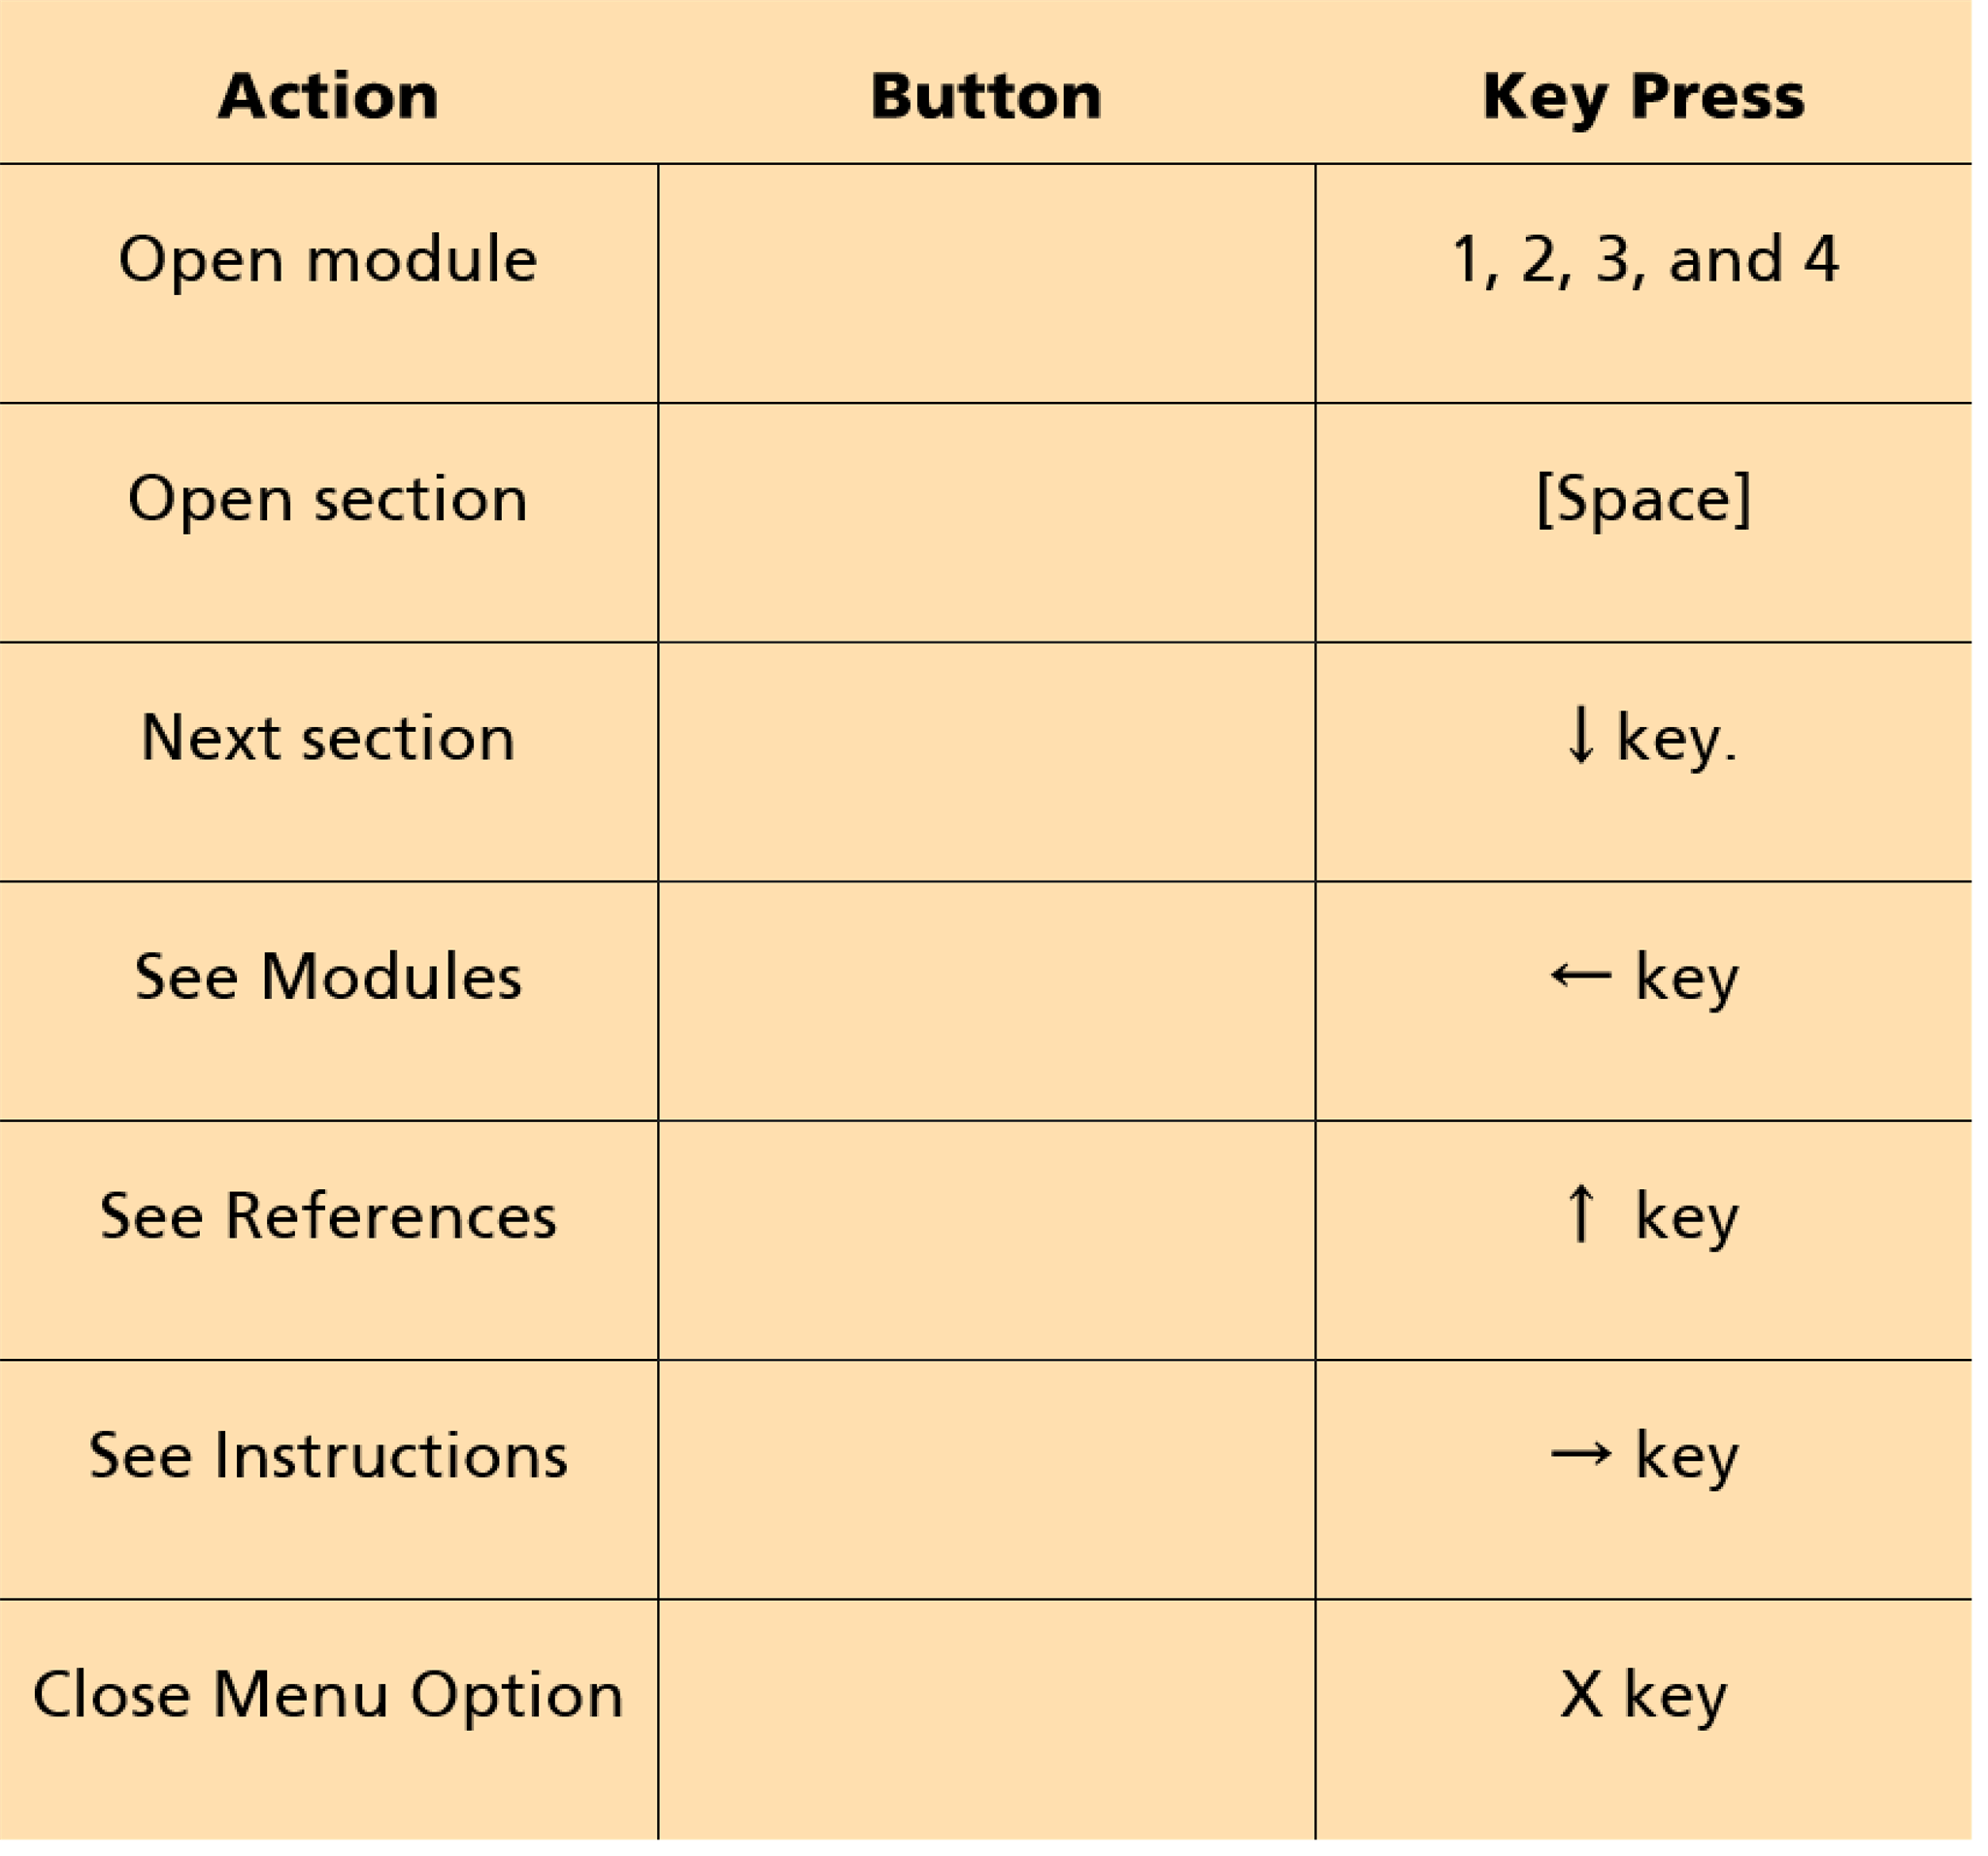 Action Button Key Press
Open module 1, 2, 3, and 4
Open section [Space]
Next section ↓ key.
See Modules ← key
See References ↑ key
See Instructions → key
Close Menu Option X key